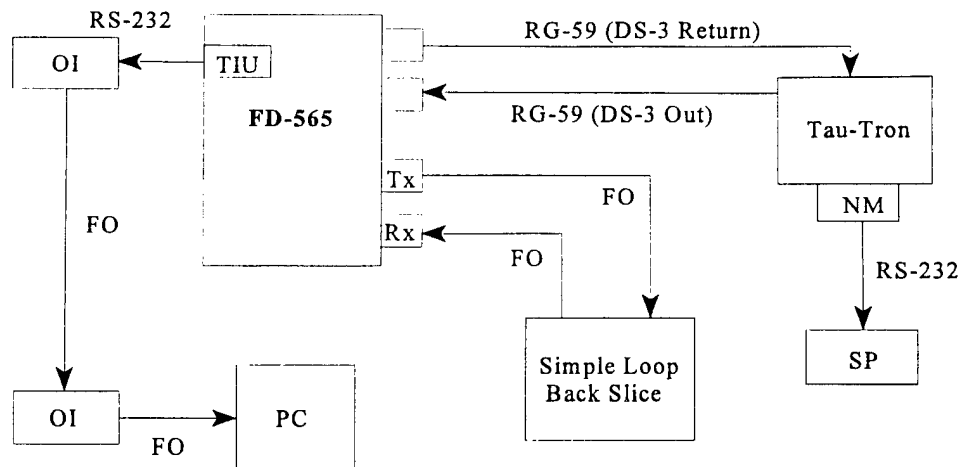 RS-232
RG-59 (DS-3 Return)
OI
TIU
FD-565
RG-59 (DS-3 Out)
Tau-Tron
Tx
FO
NM
FO
Rx
FO
RS-232
Simple Loop
Back Slice
SP
OI
FO
PC